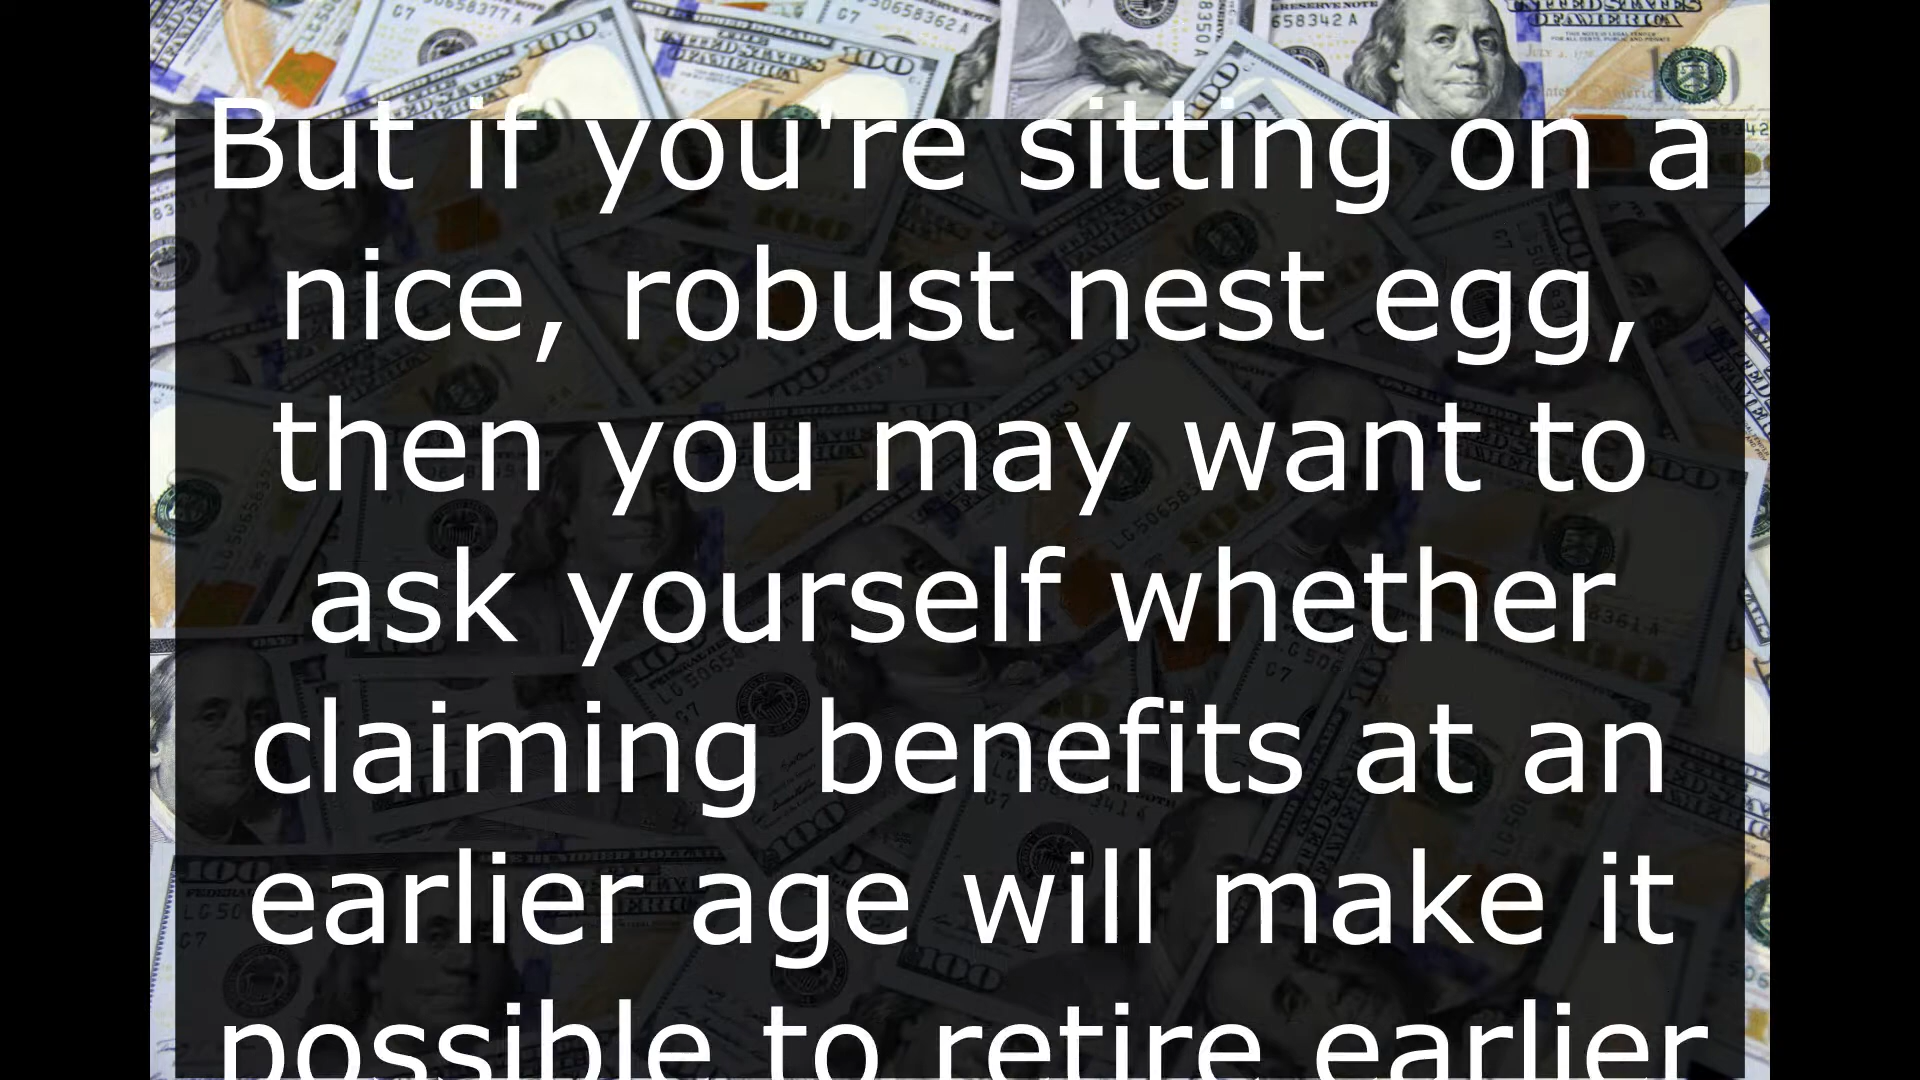 But if you're sitting on a
nice, robust nest egg,
then you may want to
ask yourself whether
claiming benefits at an
earlier age will make it
possible to retire earlier